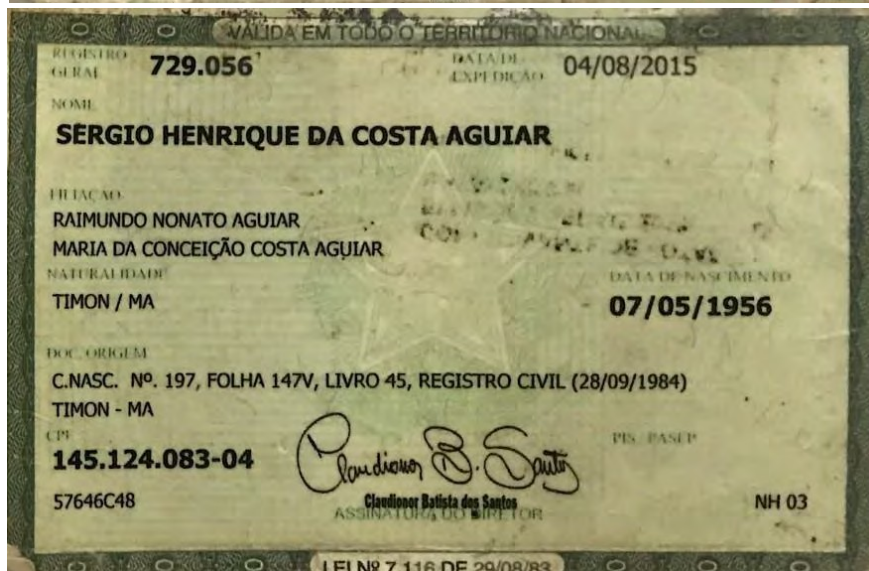 VÁLIDA EM TODO O TERRITÓRIO NACIONAL
REGISTRO GERAL 729.056 DATA DE EXPEDIÇÃO 04/08/2015
NOME
SERGIO HENRIQUE DA COSTA AGUIAR
FILIAÇÃO
RAIMUNDO NONATO AGUIAR
MARIA DA CONCEIÇÃO COSTA AGUIAR
NATURALIDADE DATA DE NASCIMENTO
TIMON / MA 07/05/1956
DOC. ORIGEM
C.NASC. Nº. 197, FOLHA 147V, LIVRO 45, REGISTRO CIVIL (28/09/1984)
TIMON - MA
CPF PIS / PASEP
145.124.083-04 Claudionor B. Santos
57646C48 Claudionor Batista dos Santos NH 03
ASSINATURA DO DIRETOR
LEI Nº 7.116 DE 29/08/83